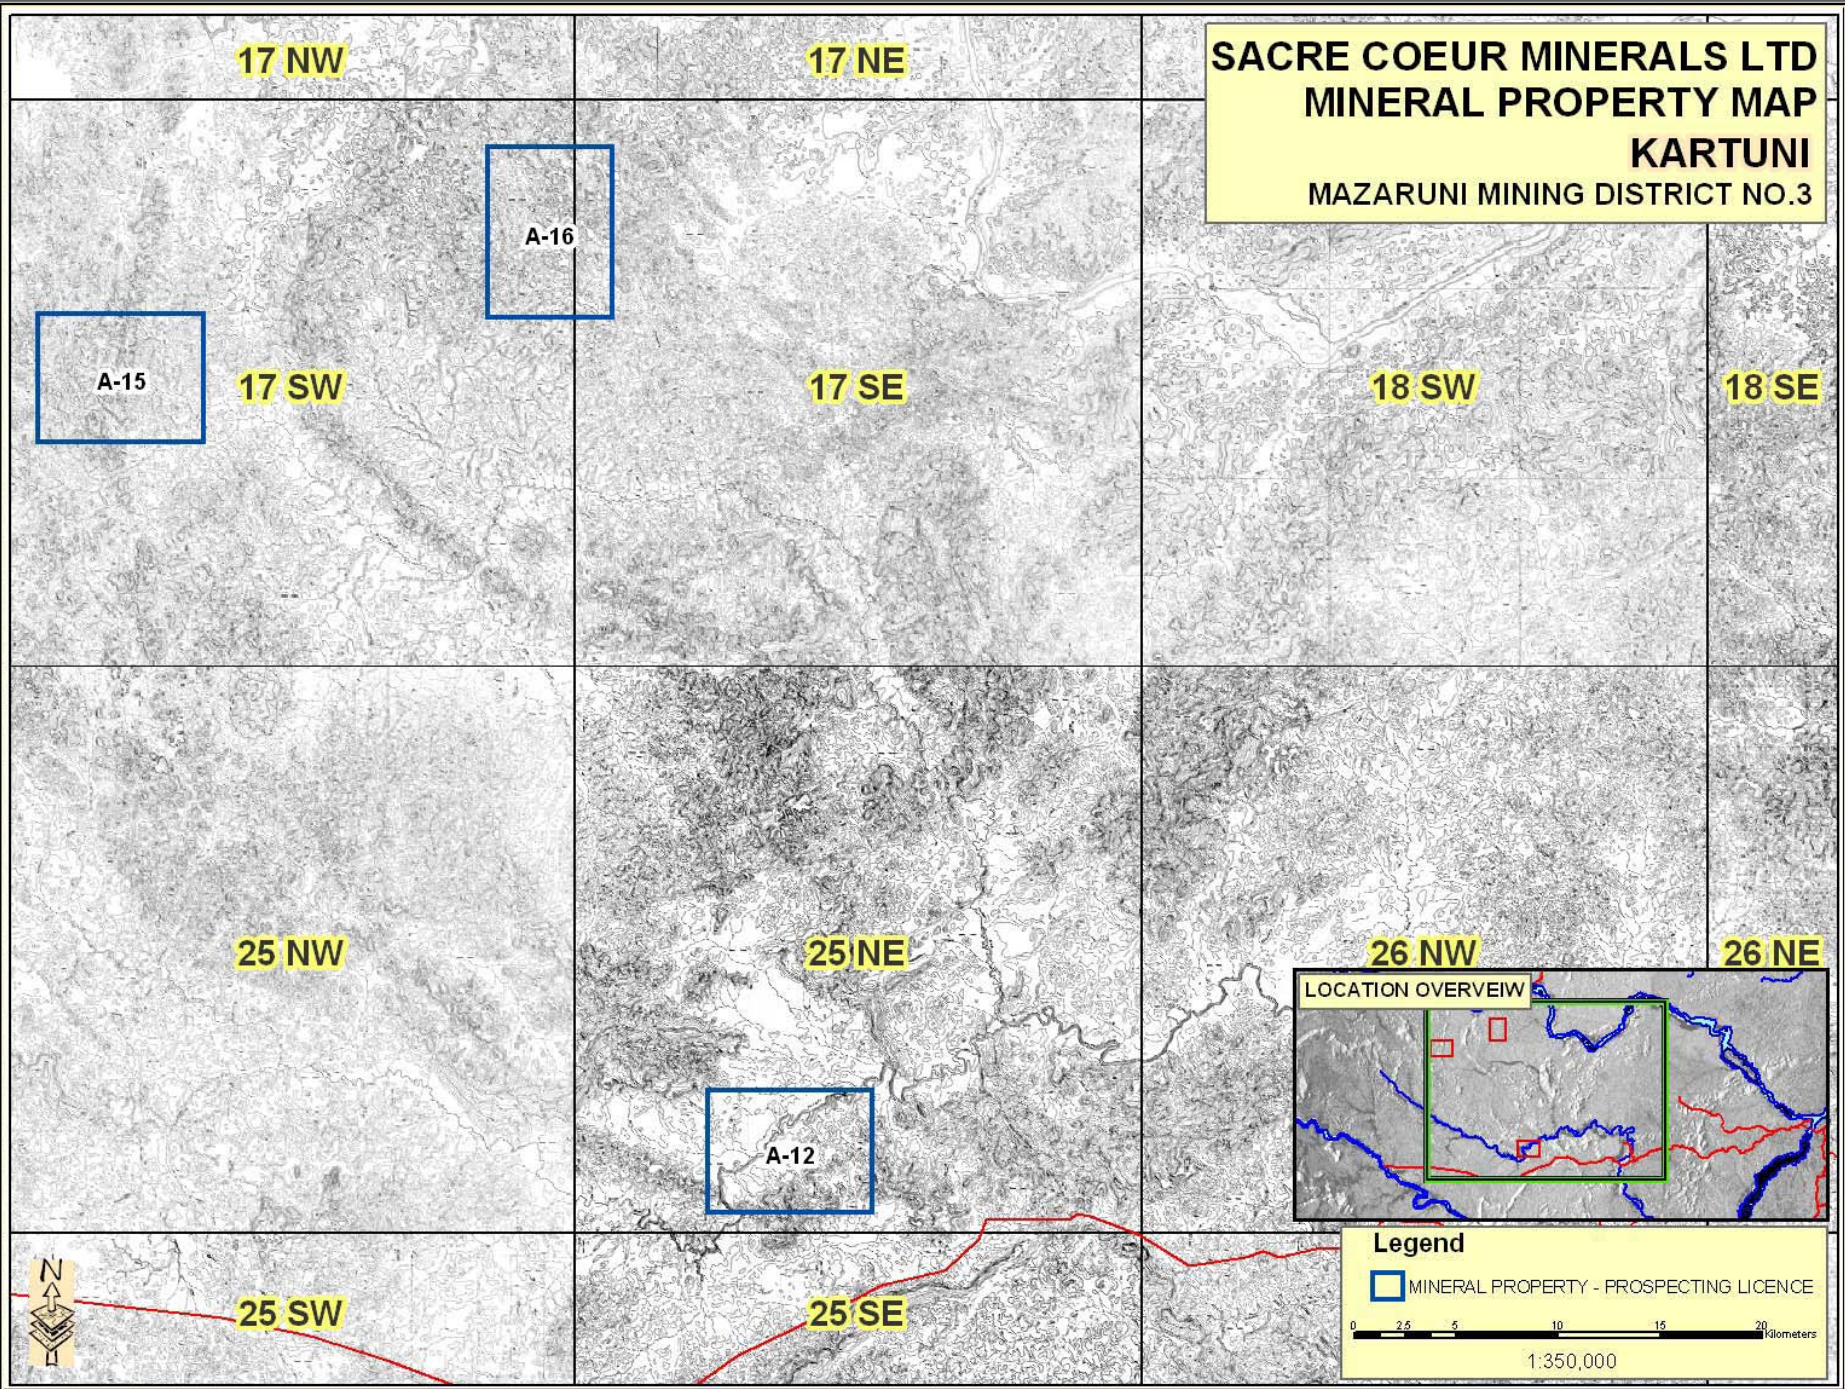 17 NW
17 NE
SACRE COEUR MINERALS LTD
MINERAL PROPERTY MAP
KARTUNI
MAZARUNI MINING DISTRICT NO.3
A-16
A-15
17 SW
17 SE
18 SW
18 SE
25 NW
25 NE
26 NW
26 NE
LOCATION OVERVEIW
A-12
Legend
MINERAL PROPERTY - PROSPECTING LICENCE
0 2.5 5 10 15 20 Kilometers
1:350,000
N
25 SW
25 SE